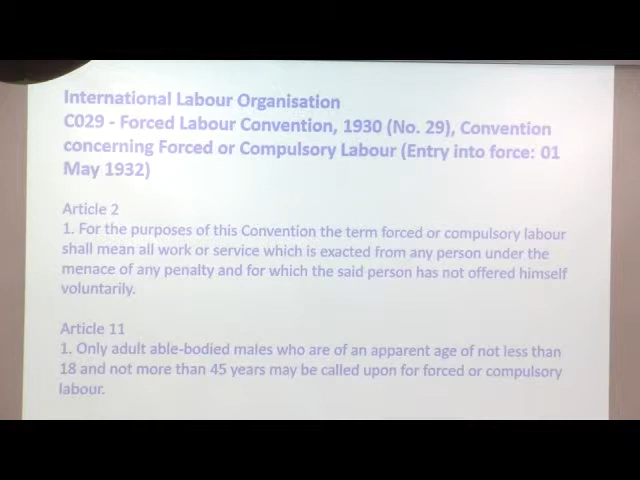 International Labour Organisation
C029 - Forced Labour Convention, 1930 (No. 29), Convention
concerning Forced or Compulsory Labour (Entry into force: 01
May 1932)
Article 2
1. For the purposes of this Convention the term forced or compulsory labour
shall mean all work or service which is exacted from any person under the
menace of any penalty and for which the said person has not offered himself
voluntarily.
Article 11
1. Only adult able-bodied males who are of an apparent age of not less than
18 and not more than 45 years may be called upon for forced or compulsory
labour.